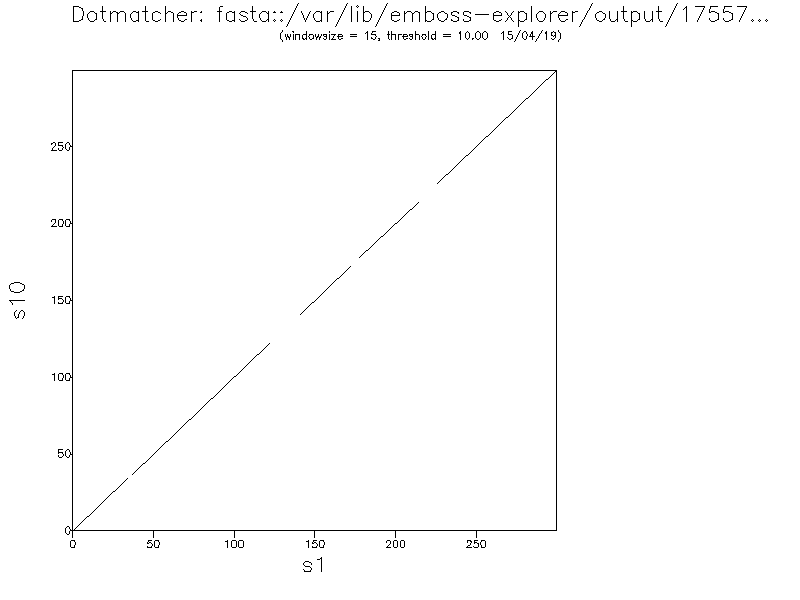 Dotmatcher: fasta::/var/lib/emboss-explorer/output/17557...
(windowsize = 15, threshold = 10.00  15/04/19)
250
200
150
s10
100
50
0
0 50 100 150 200 250
s1